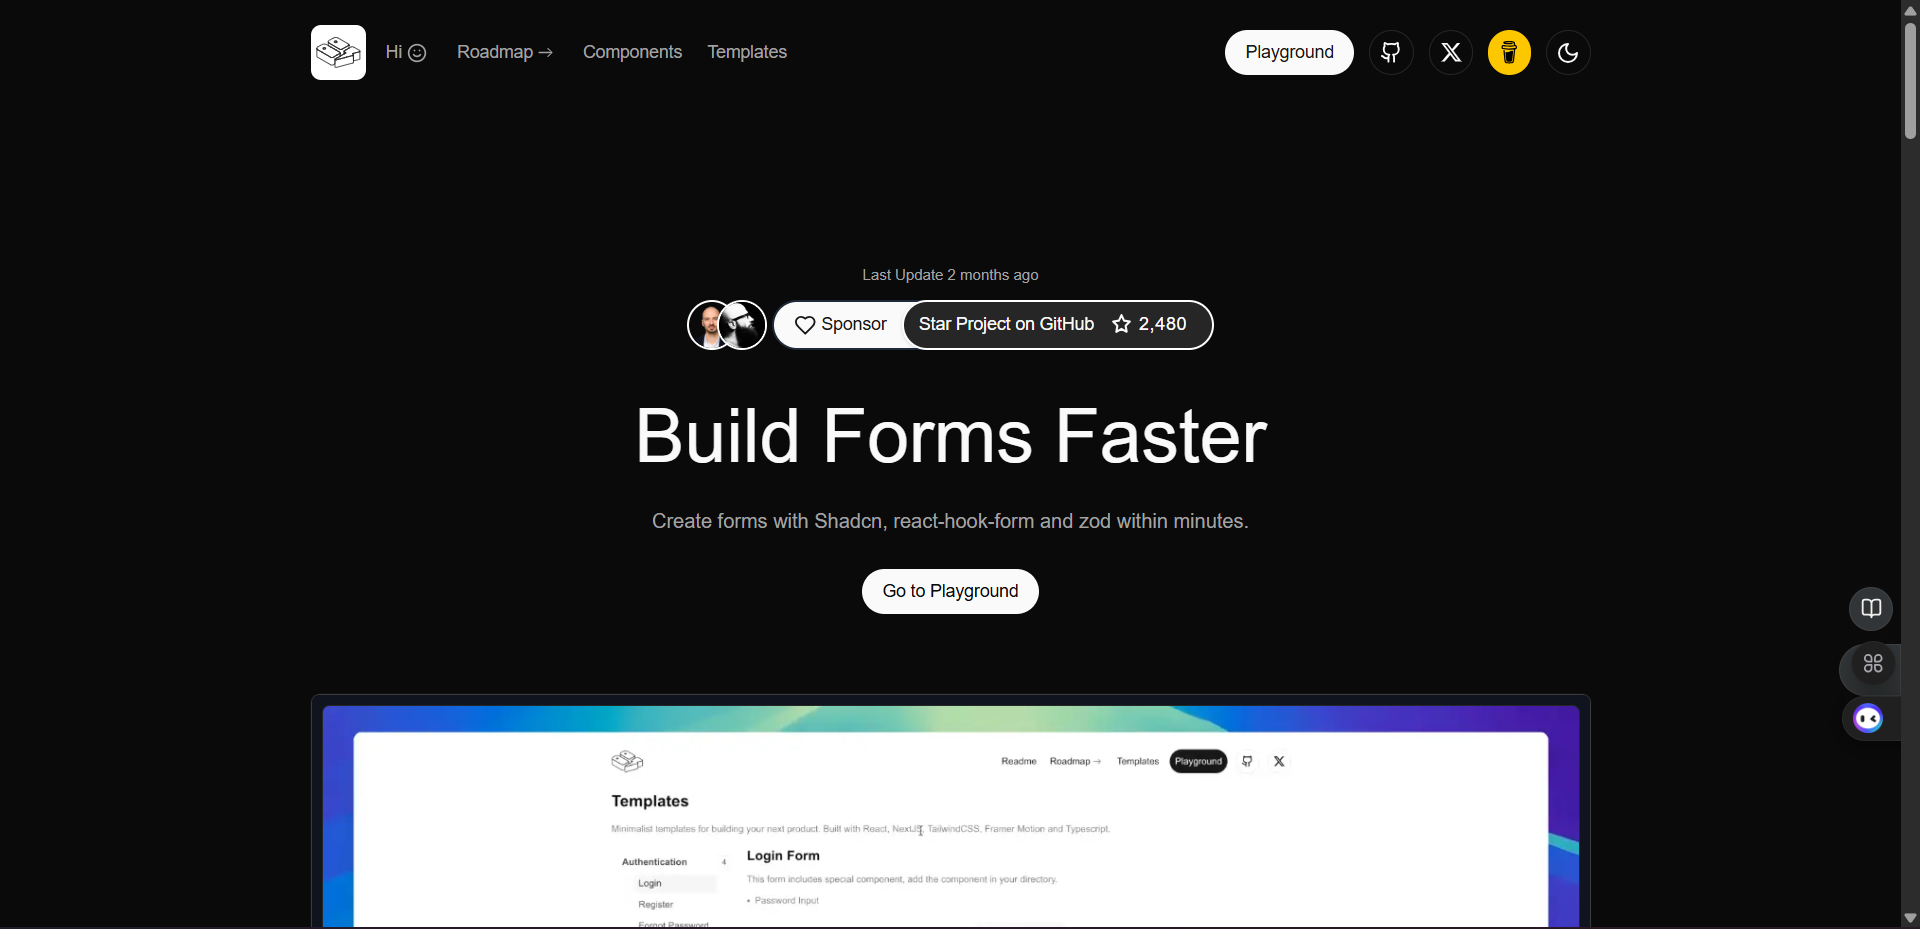 Hi
Roadmap →
Components
Templates
Playground
Last Update 2 months ago
Sponsor
Star Project on GitHub 2,480
Build Forms Faster
Create forms with Shadcn, react-hook-form and zod within minutes.
Go to Playground
Readme
Roadmap →
Templates
Playground
Templates
Minimalist templates for building your next product. Built with React, NextJS, TailwindCSS, Framer Motion and Typescript.
Authentication 4
Login
Register
Forgot Password
Login Form
This form includes special component, add the component in your directory.
• Password Input